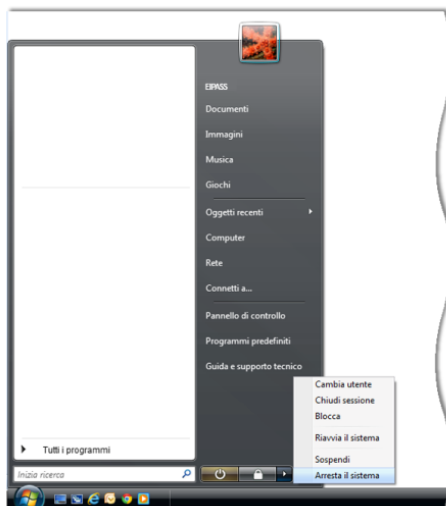 EIPASS
Documenti
Immagini
Musica
Giochi
Oggetti recenti
Computer
Rete
Connetti a...
Pannello di controllo
Programmi predefiniti
Guida e supporto tecnico
Cambia utente
Chiudi sessione
Blocca
Riavvia il sistema
Sospendi
Arresta il sistema
Tutti i programmi
Inizia ricerca